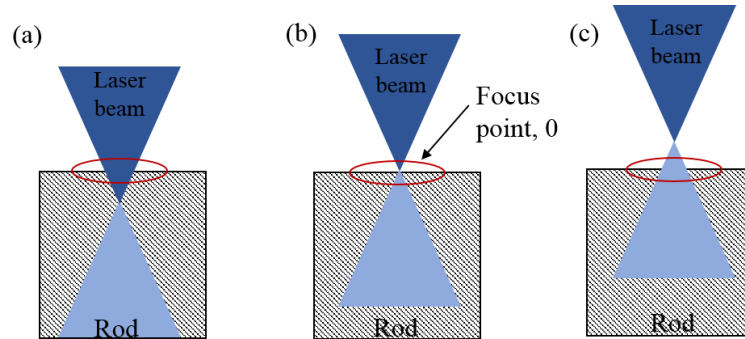 (a)
Laser
beam
Rod
(b)
Laser
beam
Focus
point, 0
Rod
(c)
Laser
beam
Rod